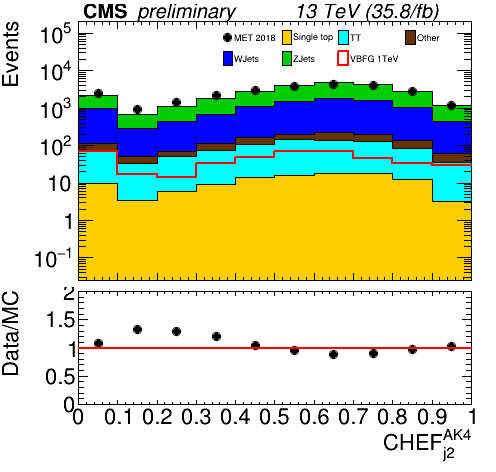 CMS preliminary 13 TeV (35.8/fb)
Events
10^5
10^4
10^3
10^2
10
1
10^−1
MET 2018 Single top TT Other
WJets ZJets VBFG 1TeV
Data/MC
2
1.5
1
0.5
0
0 0.1 0.2 0.3 0.4 0.5 0.6 0.7 0.8 0.9 1
CHEF^AK4_j2